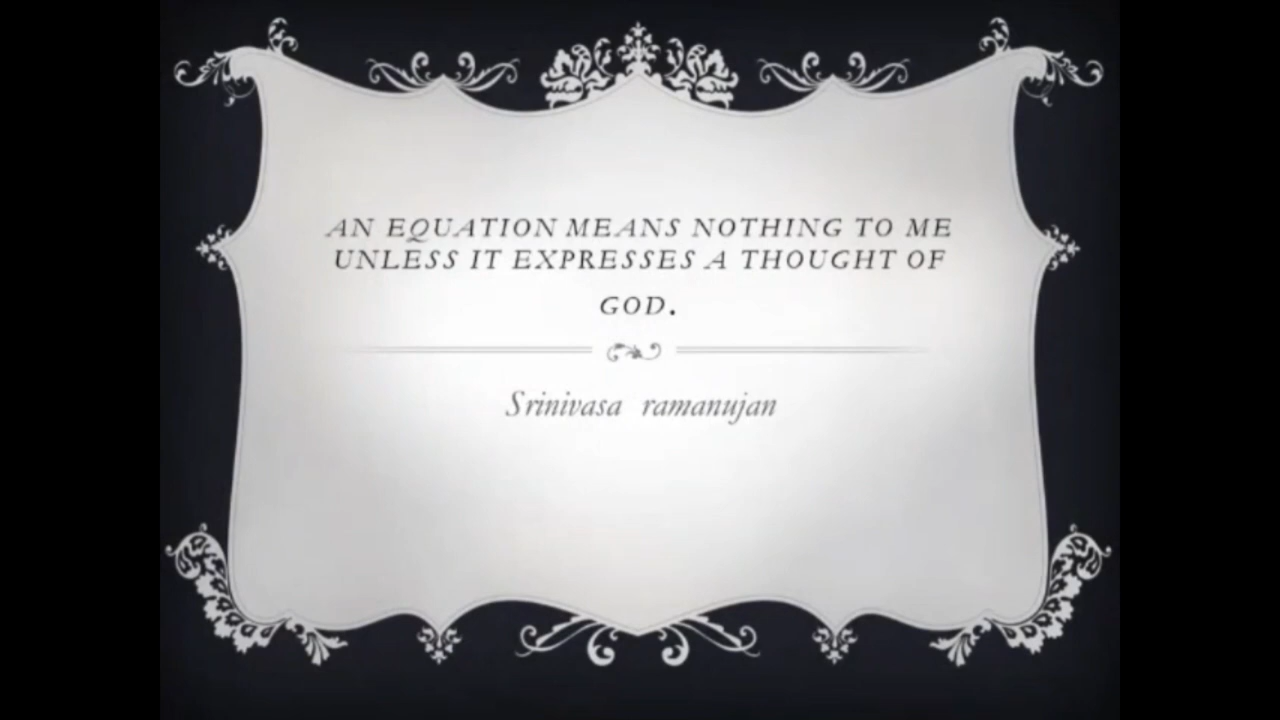 AN EQUATION MEANS NOTHING TO ME
UNLESS IT EXPRESSES A THOUGHT OF
GOD.
Srinivasa ramanujan